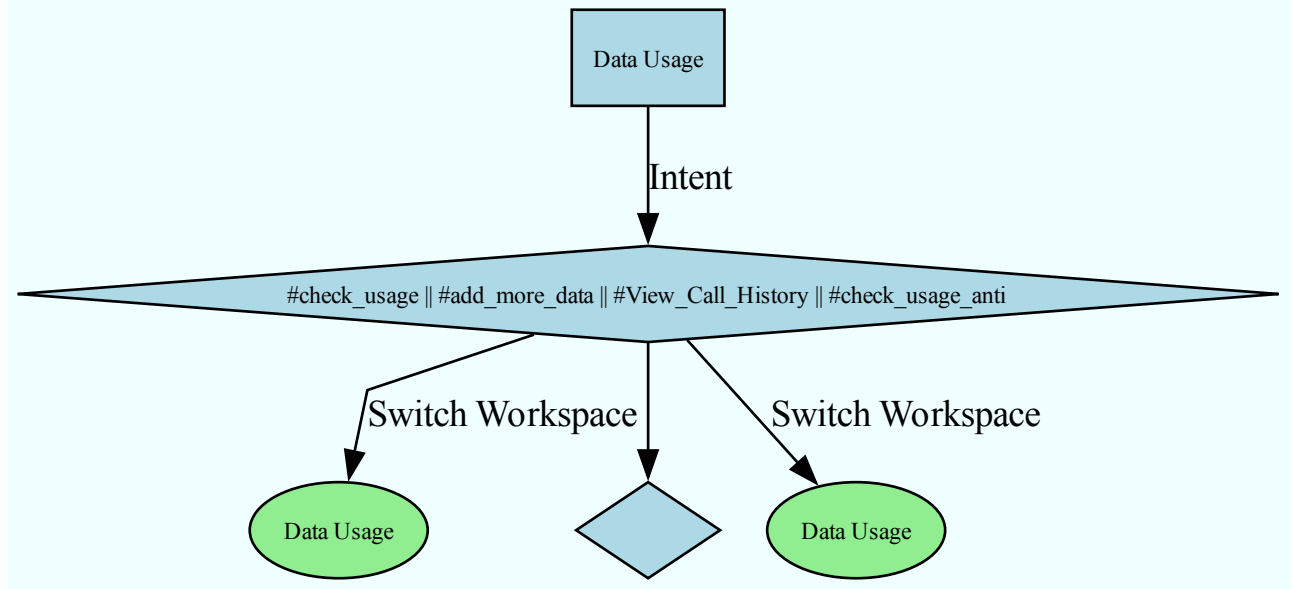 Data Usage
Intent
#check_usage || #add_more_data || #View_Call_History || #check_usage_anti
Switch Workspace
Switch Workspace
Data Usage
Data Usage